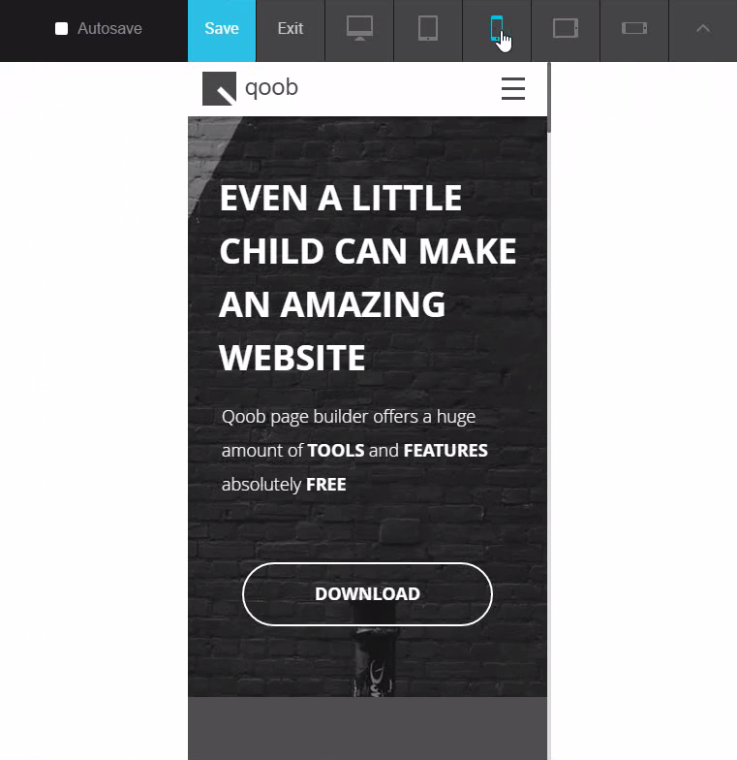 Autosave
Save
Exit
qoob
EVEN A LITTLE
CHILD CAN MAKE
AN AMAZING
WEBSITE
Qoob page builder offers a huge
amount of TOOLS and FEATURES
absolutely FREE
DOWNLOAD